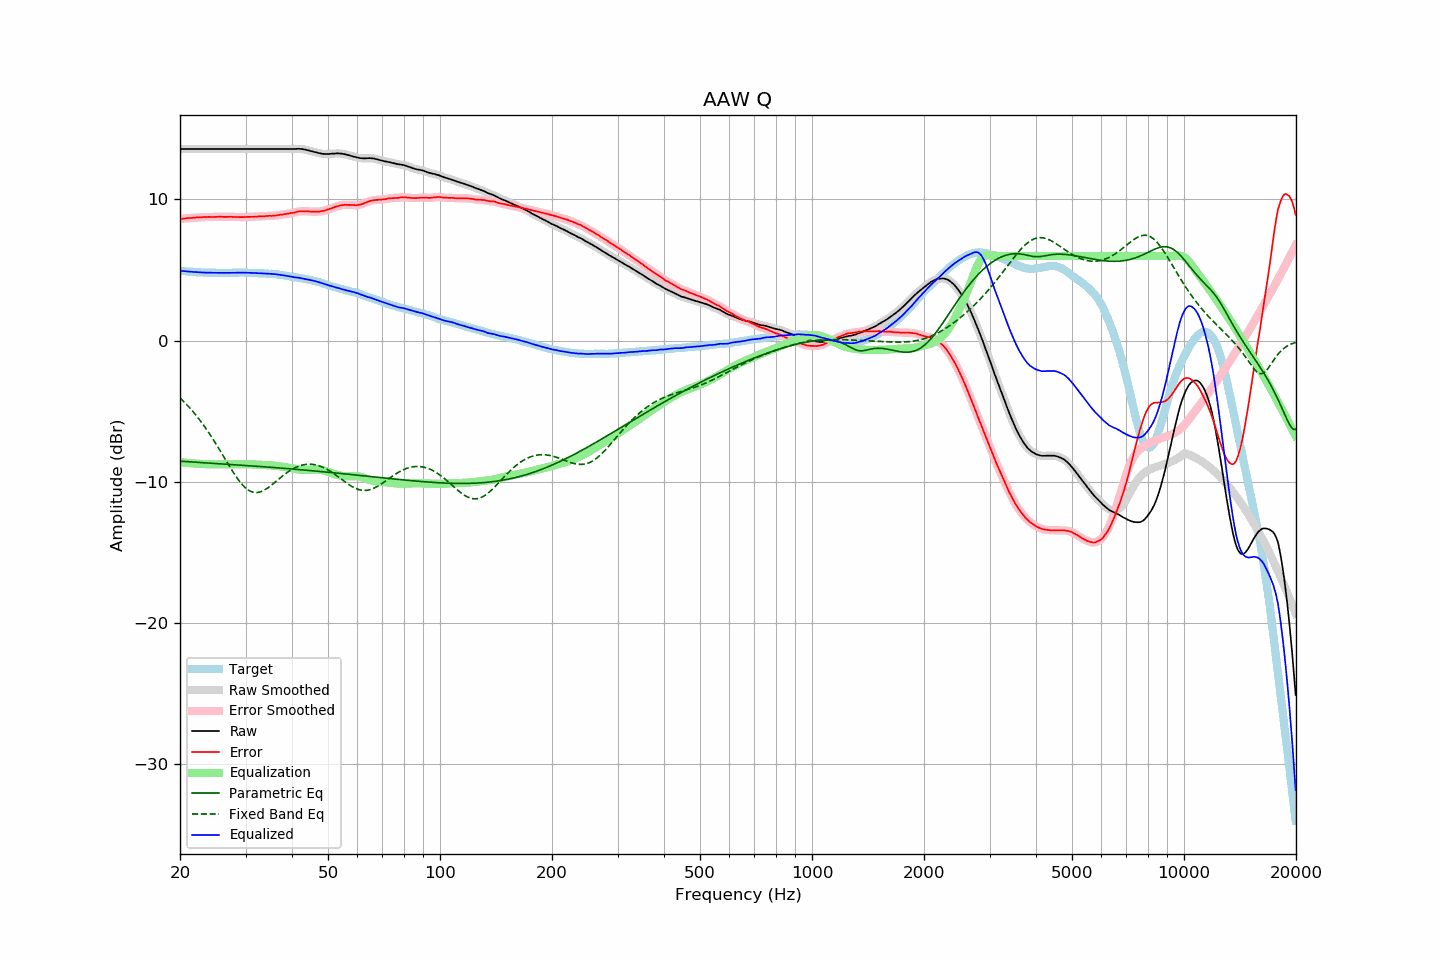 AAW Q
Amplitude (dBr)
10
0
−10
−20
−30
Target
Raw Smoothed
Error Smoothed
Raw
Error
Equalization
Parametric Eq
Fixed Band Eq
Equalized
20 50 100 200 500 1000 2000 5000 10000 20000
Frequency (Hz)